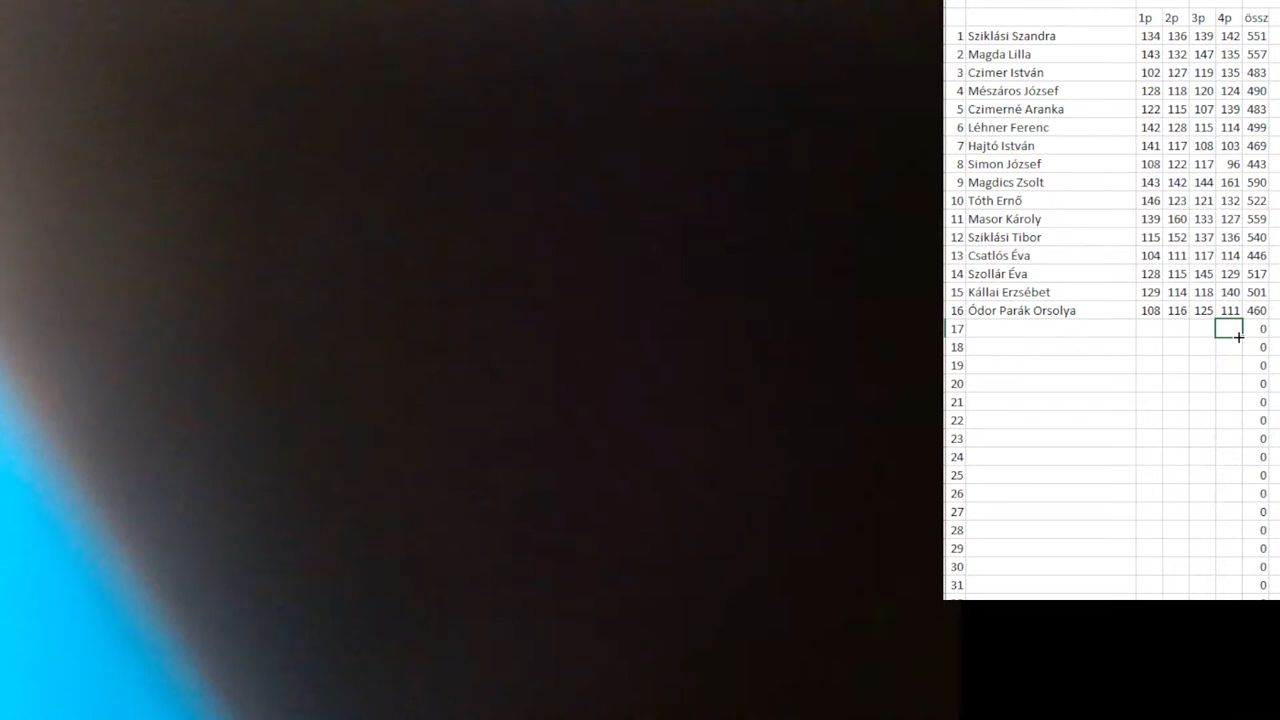 1p 2p 3p 4p össz
1 Sziklási Szandra 134 136 139 142 551
2 Magda Lilla 143 132 147 135 557
3 Czimer István 102 127 119 135 483
4 Mészáros József 128 118 120 124 490
5 Czimerné Aranka 122 115 107 139 483
6 Léhner Ferenc 142 128 115 114 499
7 Hajtó István 141 117 108 103 469
8 Simon József 108 122 117 96 443
9 Magdics Zsolt 143 142 144 161 590
10 Tóth Ernő 146 123 121 132 522
11 Masor Károly 139 160 133 127 559
12 Sziklási Tibor 115 152 137 136 540
13 Csatlós Éva 104 111 117 114 446
14 Szollár Éva 128 115 145 129 517
15 Kállai Erzsébet 129 114 118 140 501
16 Ódor Parák Orsolya 108 116 125 111 460
17 0
18 0
19 0
20 0
21 0
22 0
23 0
24 0
25 0
26 0
27 0
28 0
29 0
30 0
31 0